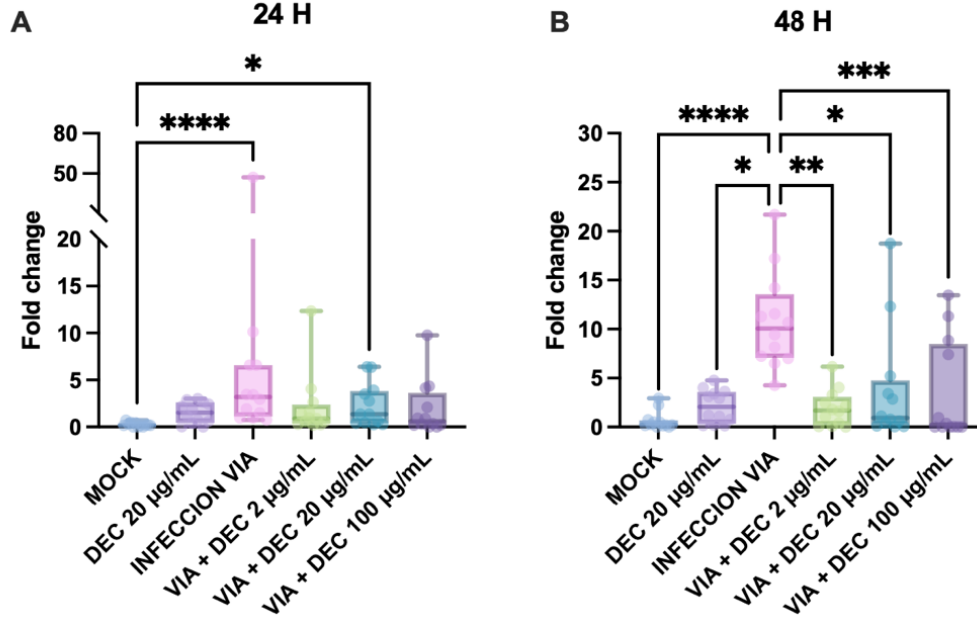 A
24 H
*
****
80
50
20
15
10
5
0
Fold change
MOCK
DEC 20 µg/mL
INFECCION VIA
VIA + DEC 2 µg/mL
VIA + DEC 20 µg/mL
VIA + DEC 100 µg/mL
B
48 H
***
**** *
* **
30
25
20
15
10
5
0
Fold change
MOCK
DEC 20 µg/mL
INFECCION VIA
VIA + DEC 2 µg/mL
VIA + DEC 20 µg/mL
VIA + DEC 100 µg/mL